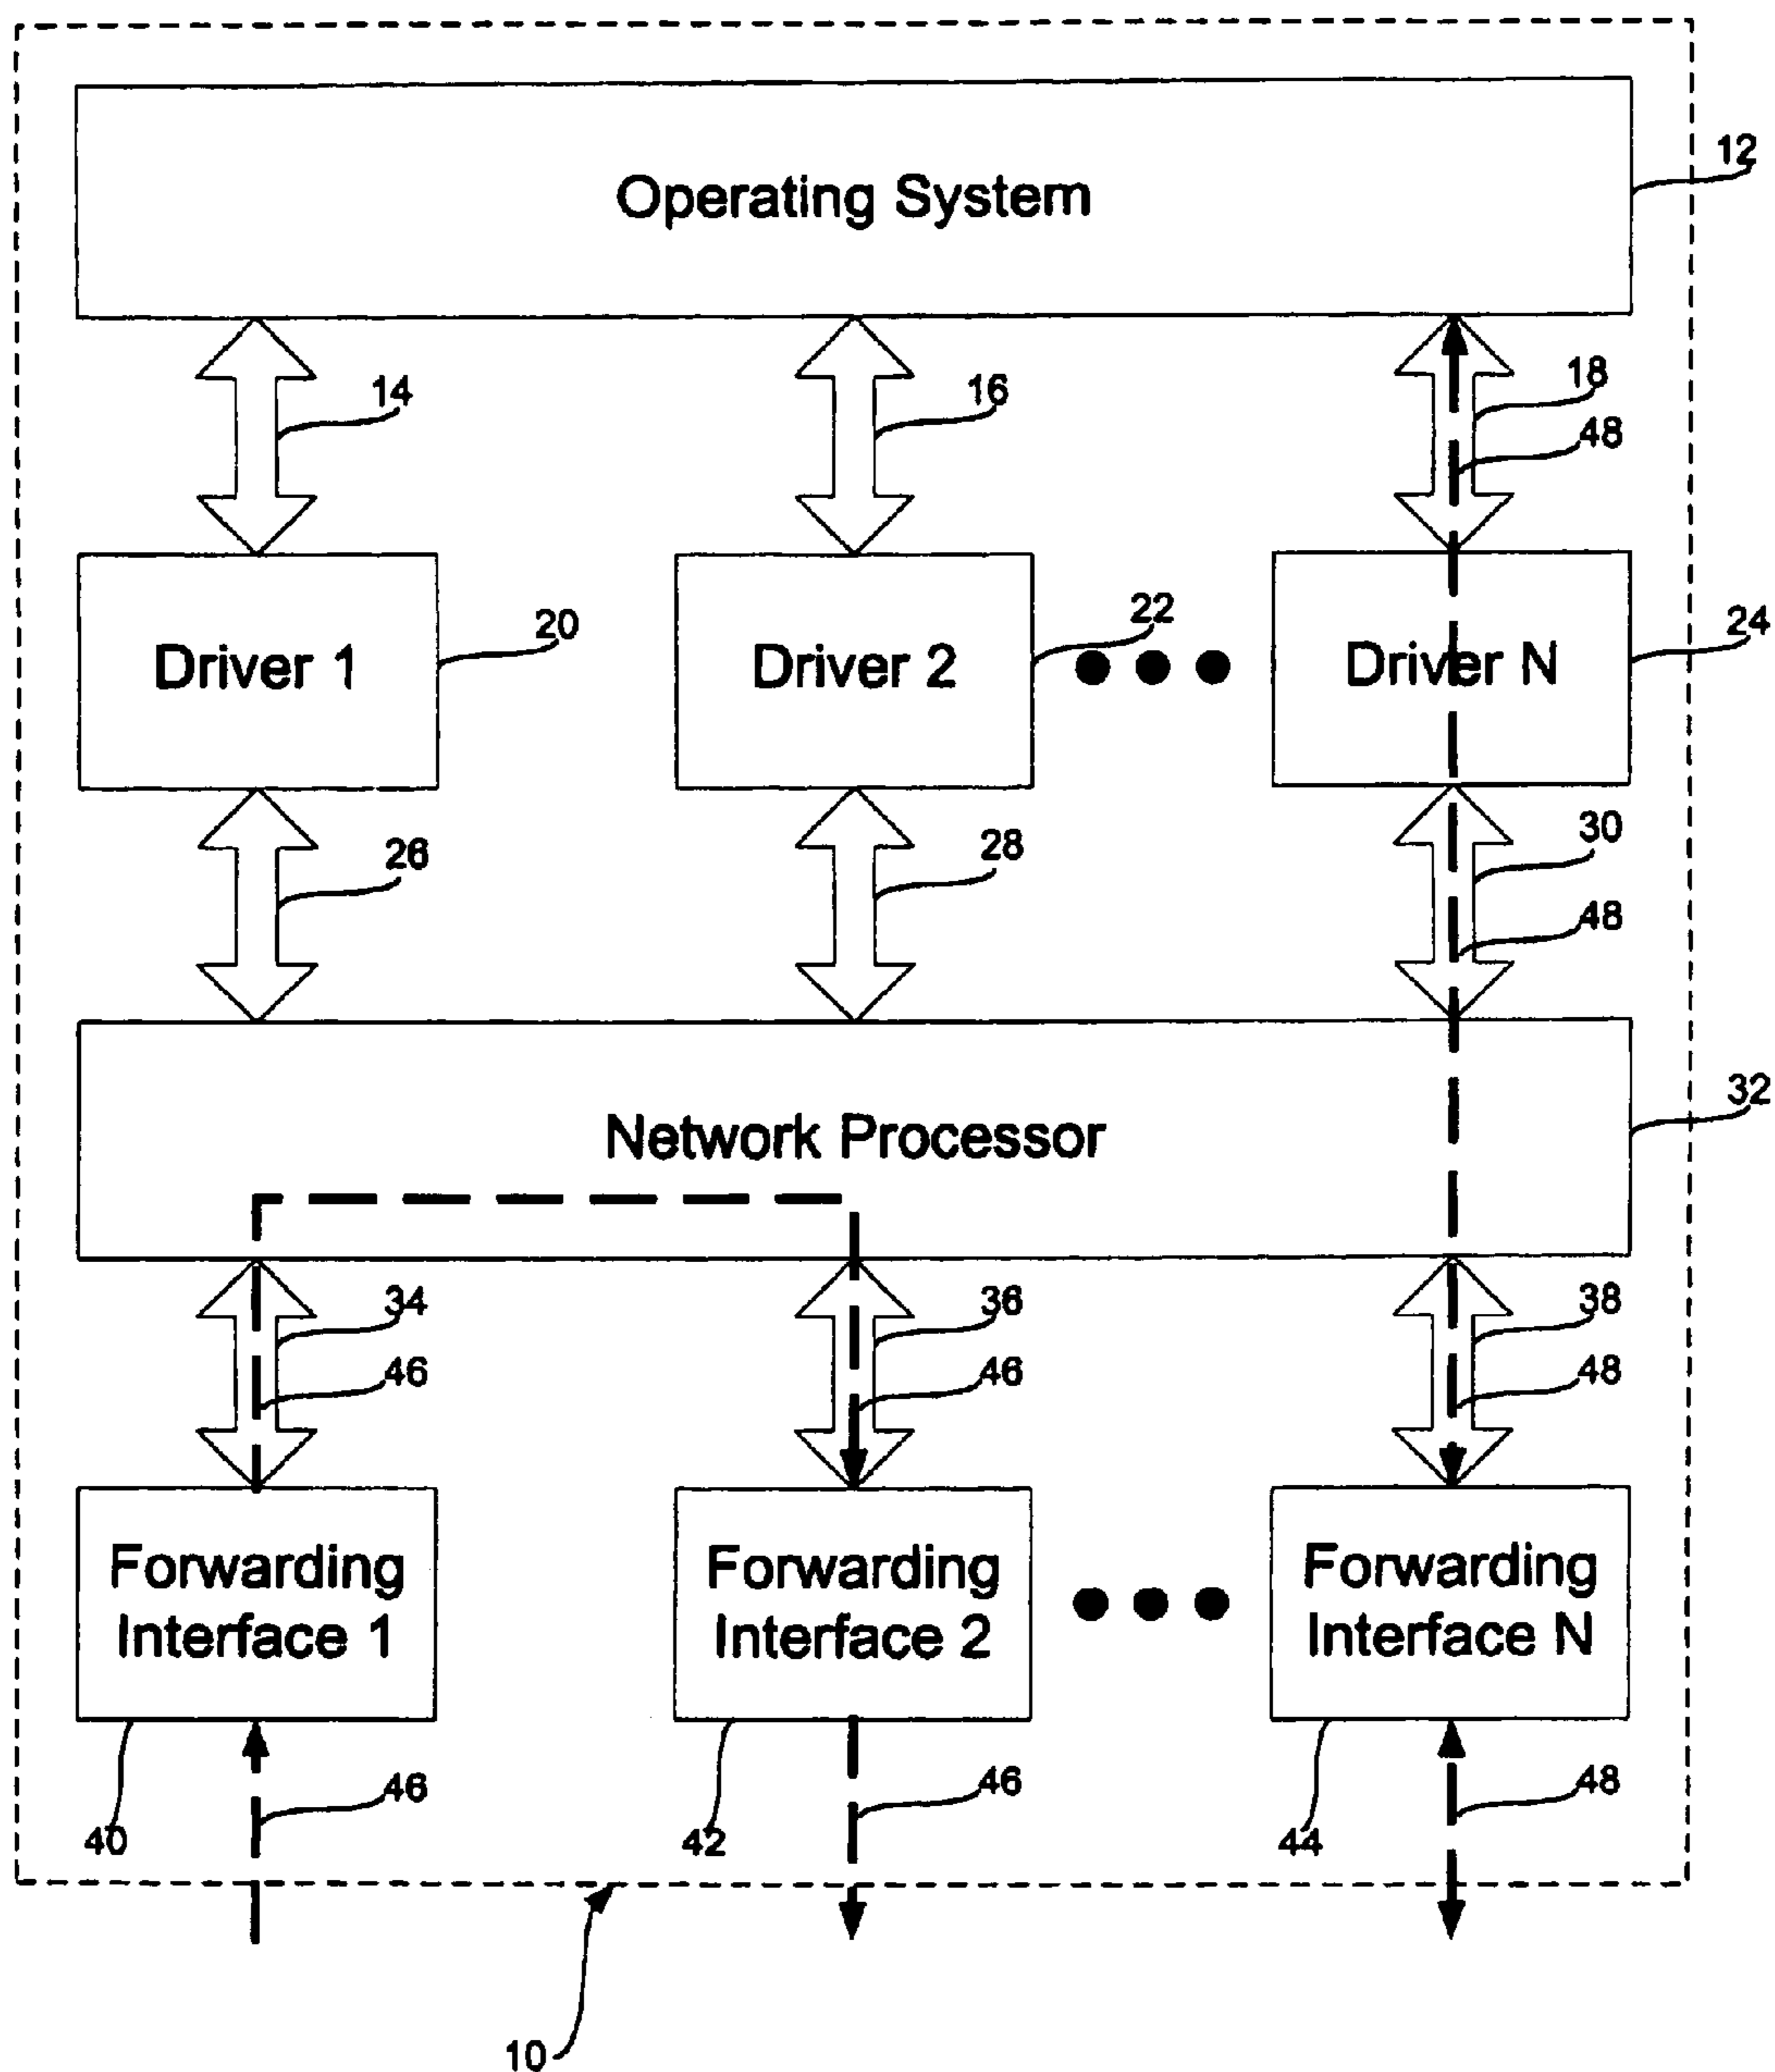 12
Operating System
14
16
18
48
20
22
24
Driver 1
Driver 2
Driver N
26
28
30
48
32
Network Processor
34
36
38
46
46
48
Forwarding
Interface 1
Forwarding
Interface 2
Forwarding
Interface N
46
46
48
40
42
44
10